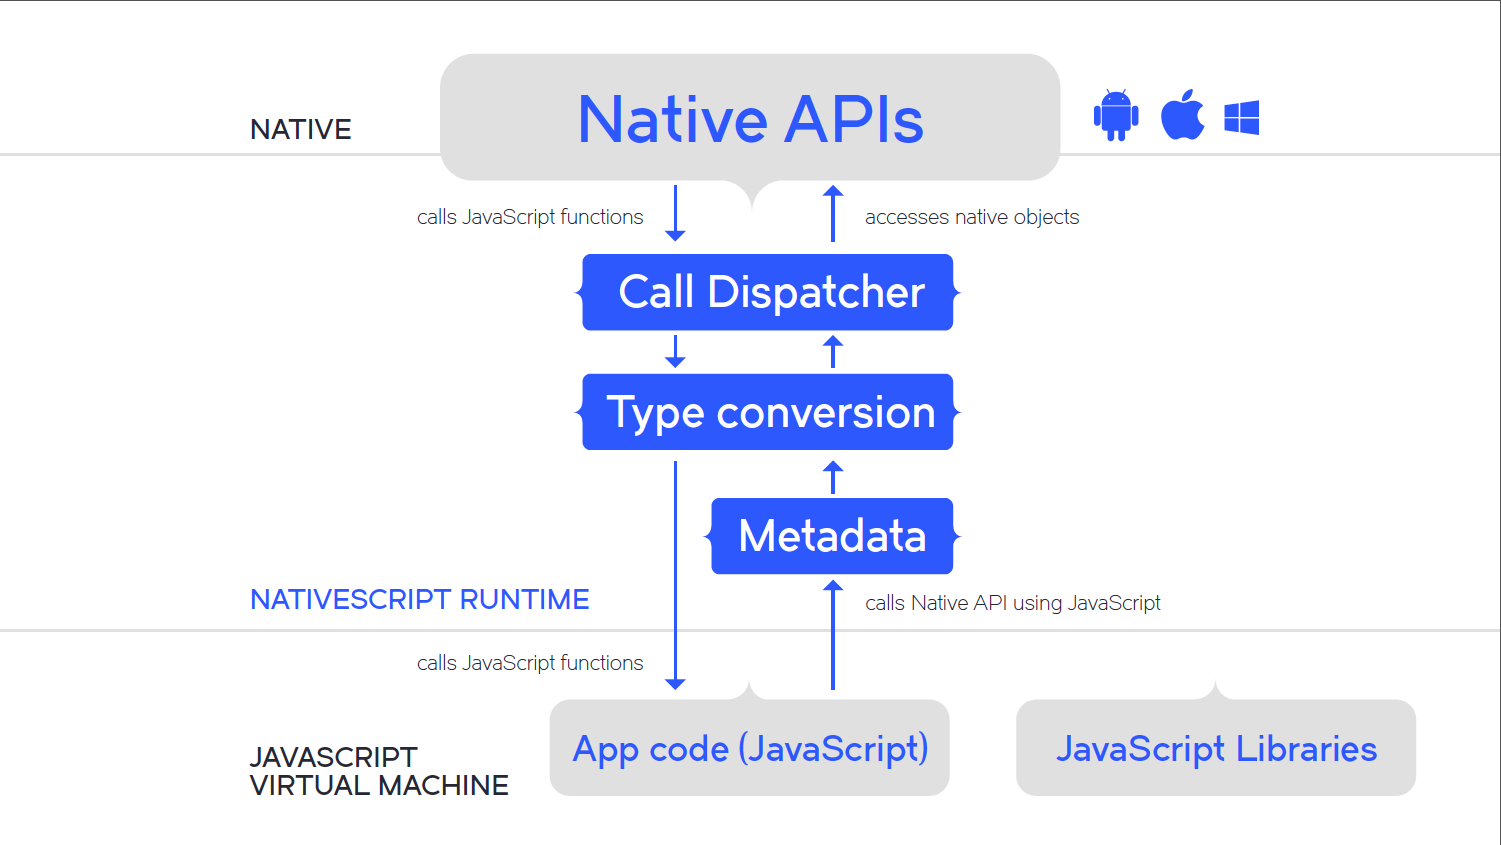 Native APIs
NATIVE
calls JavaScript functions
accesses native objects
Call Dispatcher
Type conversion
Metadata
NATIVESCRIPT RUNTIME
calls Native API using JavaScript
calls JavaScript functions
App code (JavaScript)
JavaScript Libraries
JAVASCRIPT
VIRTUAL MACHINE